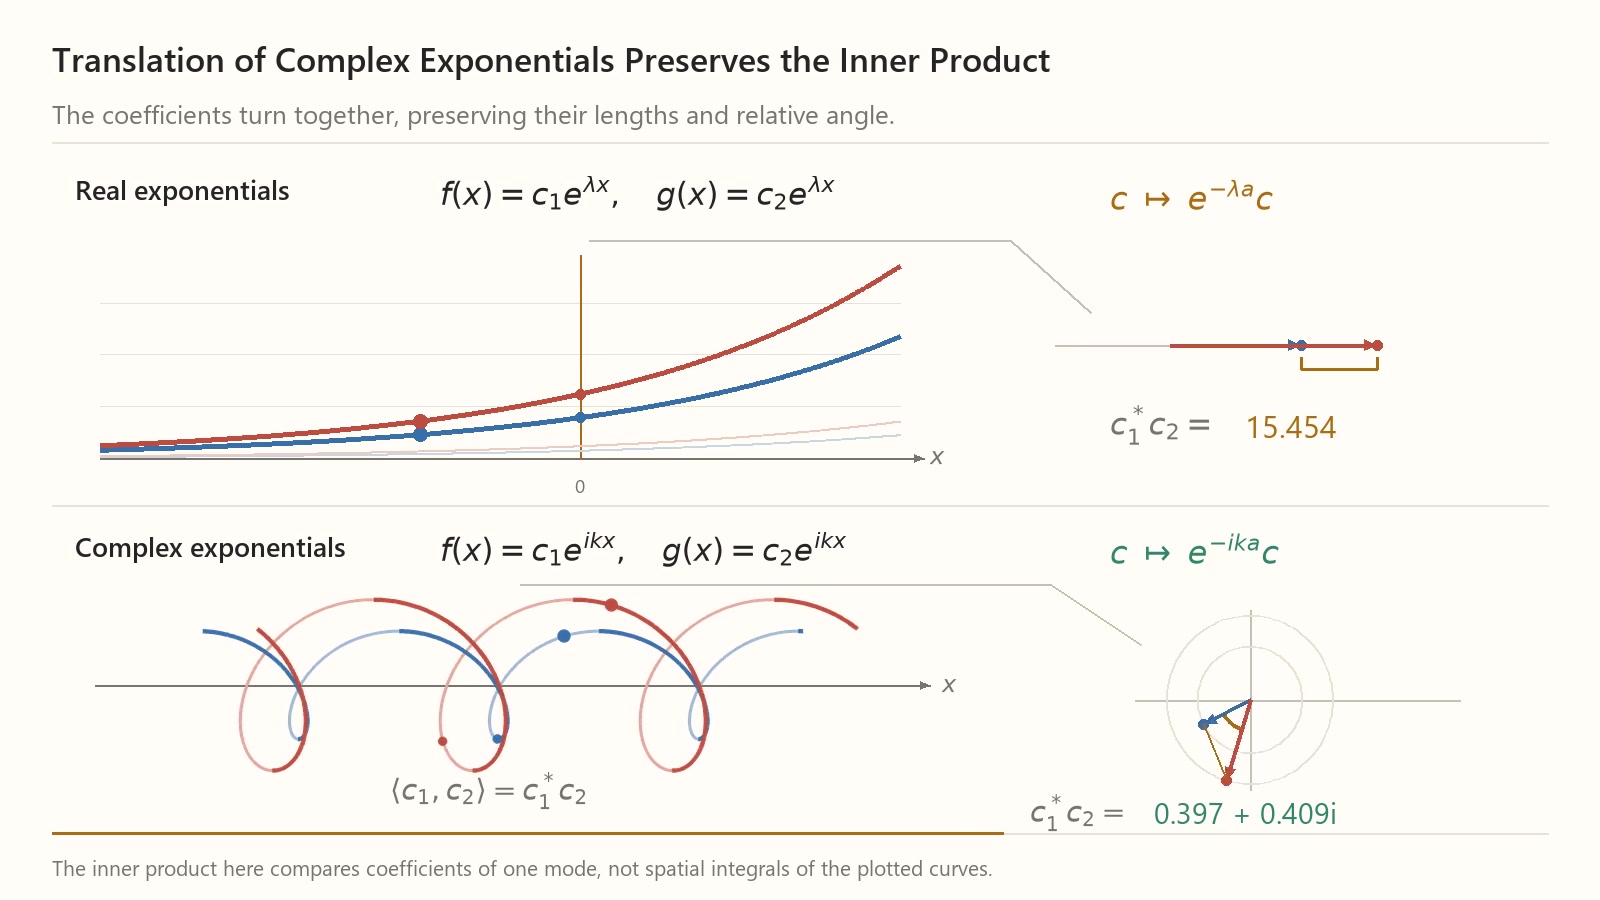 Translation of Complex Exponentials Preserves the Inner Product
The coefficients turn together, preserving their lengths and relative angle.
Real exponentials
f(x) = c₁e^{λx}, g(x) = c₂e^{λx}
c ↦ e^{−λa}c
x
0
c₁* c₂ = 15.454
Complex exponentials
f(x) = c₁e^{ikx}, g(x) = c₂e^{ikx}
c ↦ e^{−ika}c
x
⟨c₁, c₂⟩ = c₁* c₂
c₁* c₂ = 0.397 + 0.409i
The inner product here compares coefficients of one mode, not spatial integrals of the plotted curves.